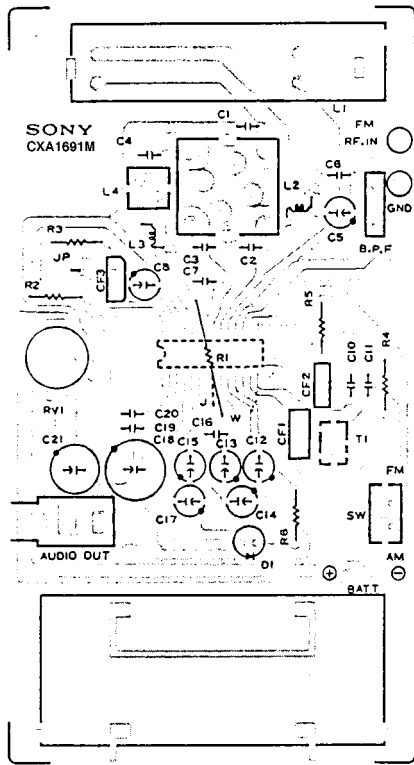 L1
C1
SONY
CXA1691M
FM
RF.IN
C4
C6
L4
L2
GND
R3
L3
C5
B.P.F
C3
C2
JP
C8
C7
CF3
R2
R5
R4
R1
C10
C11
CF2
J
W
RV1
C20
C19
C16
C21
C18
C15
C13
C12
CF1
T1
C17
C14
R6
FM
SW
AUDIO OUT
D1
AM
⊕
⊖
BATT